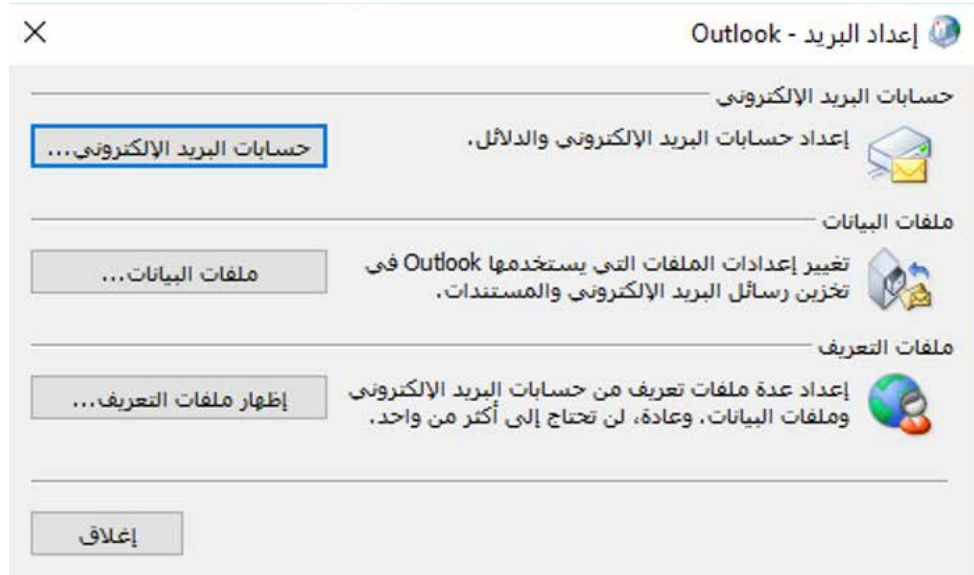 إعداد البريد - Outlook
حسابات البريد الإلكتروني
إعداد حسابات البريد الإلكتروني والدلائل.
حسابات البريد الإلكتروني...
ملفات البيانات
تغيير إعدادات الملفات التي يستخدمها Outlook في
تخزين رسائل البريد الإلكتروني والمستندات.
ملفات البيانات...
ملفات التعريف
إعداد عدة ملفات تعريف من حسابات البريد الإلكتروني
وملفات البيانات. وعادة، لن تحتاج إلى أكثر من واحد.
إظهار ملفات التعريف...
إغلاق